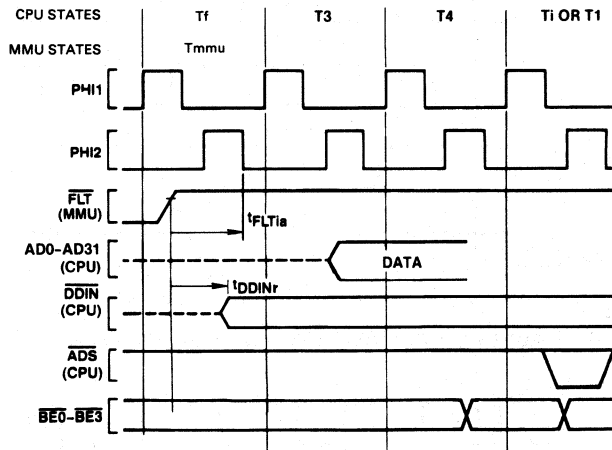 CPU STATES Tf T3 T4 Ti OR T1
MMU STATES Tmmu
PHI1
PHI2
FLT
(MMU)
tFLTia
AD0-AD31
(CPU)
DATA
DDIN
(CPU)
tDDINr
ADS
(CPU)
BE0-BE3